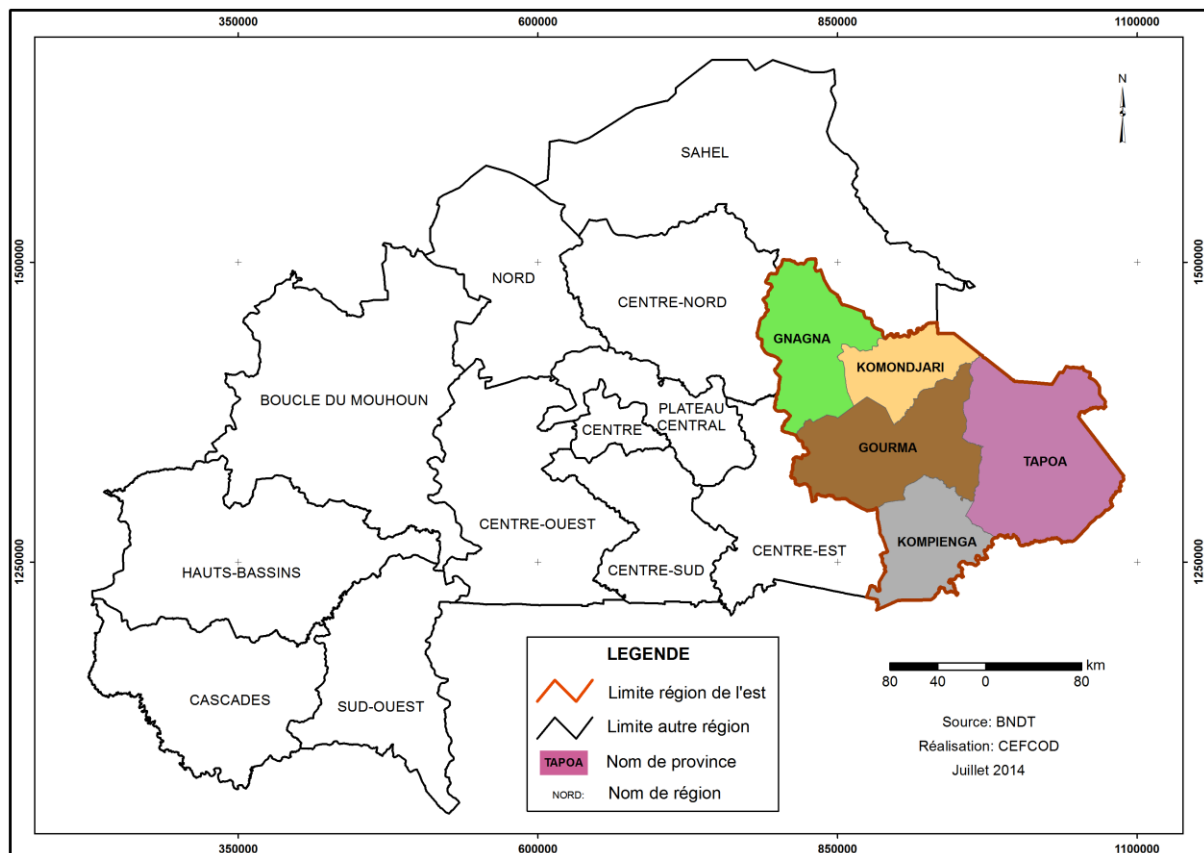 350000
600000
850000
1100000
N
SAHEL
1500000
1500000
NORD
CENTRE-NORD
GNAGNA
KOMONDJARI
BOUCLE DU MOUHOUN
PLATEAU
CENTRAL
CENTRE
GOURMA
TAPOA
CENTRE-OUEST
KOMPIENGA
CENTRE-EST
1250000
1250000
HAUTS-BASSINS
CENTRE-SUD
CASCADES
SUD-OUEST
LEGENDE
Limite région de l'est
Limite autre région
TAPOA Nom de province
NORD: Nom de région
km
80 40 0 80
Source: BNDT
Réalisation: CEFCOD
Juillet 2014
350000
600000
850000
1100000